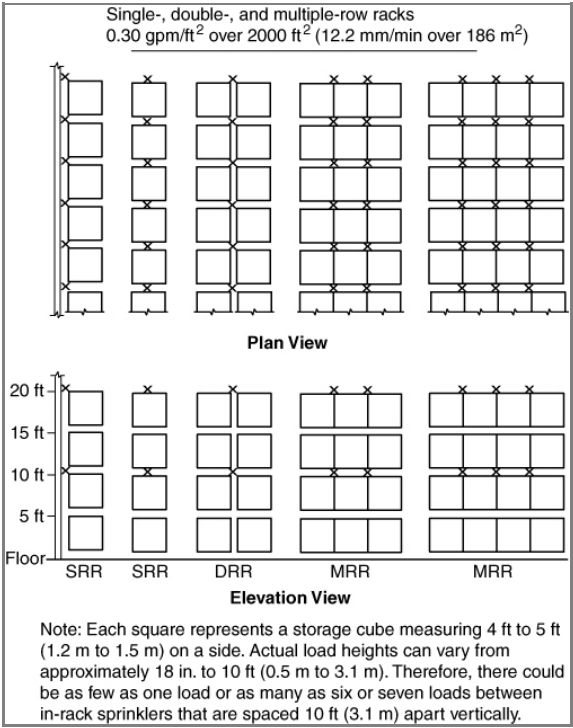 Single-, double-, and multiple-row racks
0.30 gpm/ft² over 2000 ft² (12.2 mm/min over 186 m²)
Plan View
20 ft
15 ft
10 ft
5 ft
Floor
SRR SRR DRR MRR MRR
Elevation View
Note: Each square represents a storage cube measuring 4 ft to 5 ft
(1.2 m to 1.5 m) on a side. Actual load heights can vary from
approximately 18 in. to 10 ft (0.5 m to 3.1 m). Therefore, there could
be as few as one load or as many as six or seven loads between
in-rack sprinklers that are spaced 10 ft (3.1 m) apart vertically.